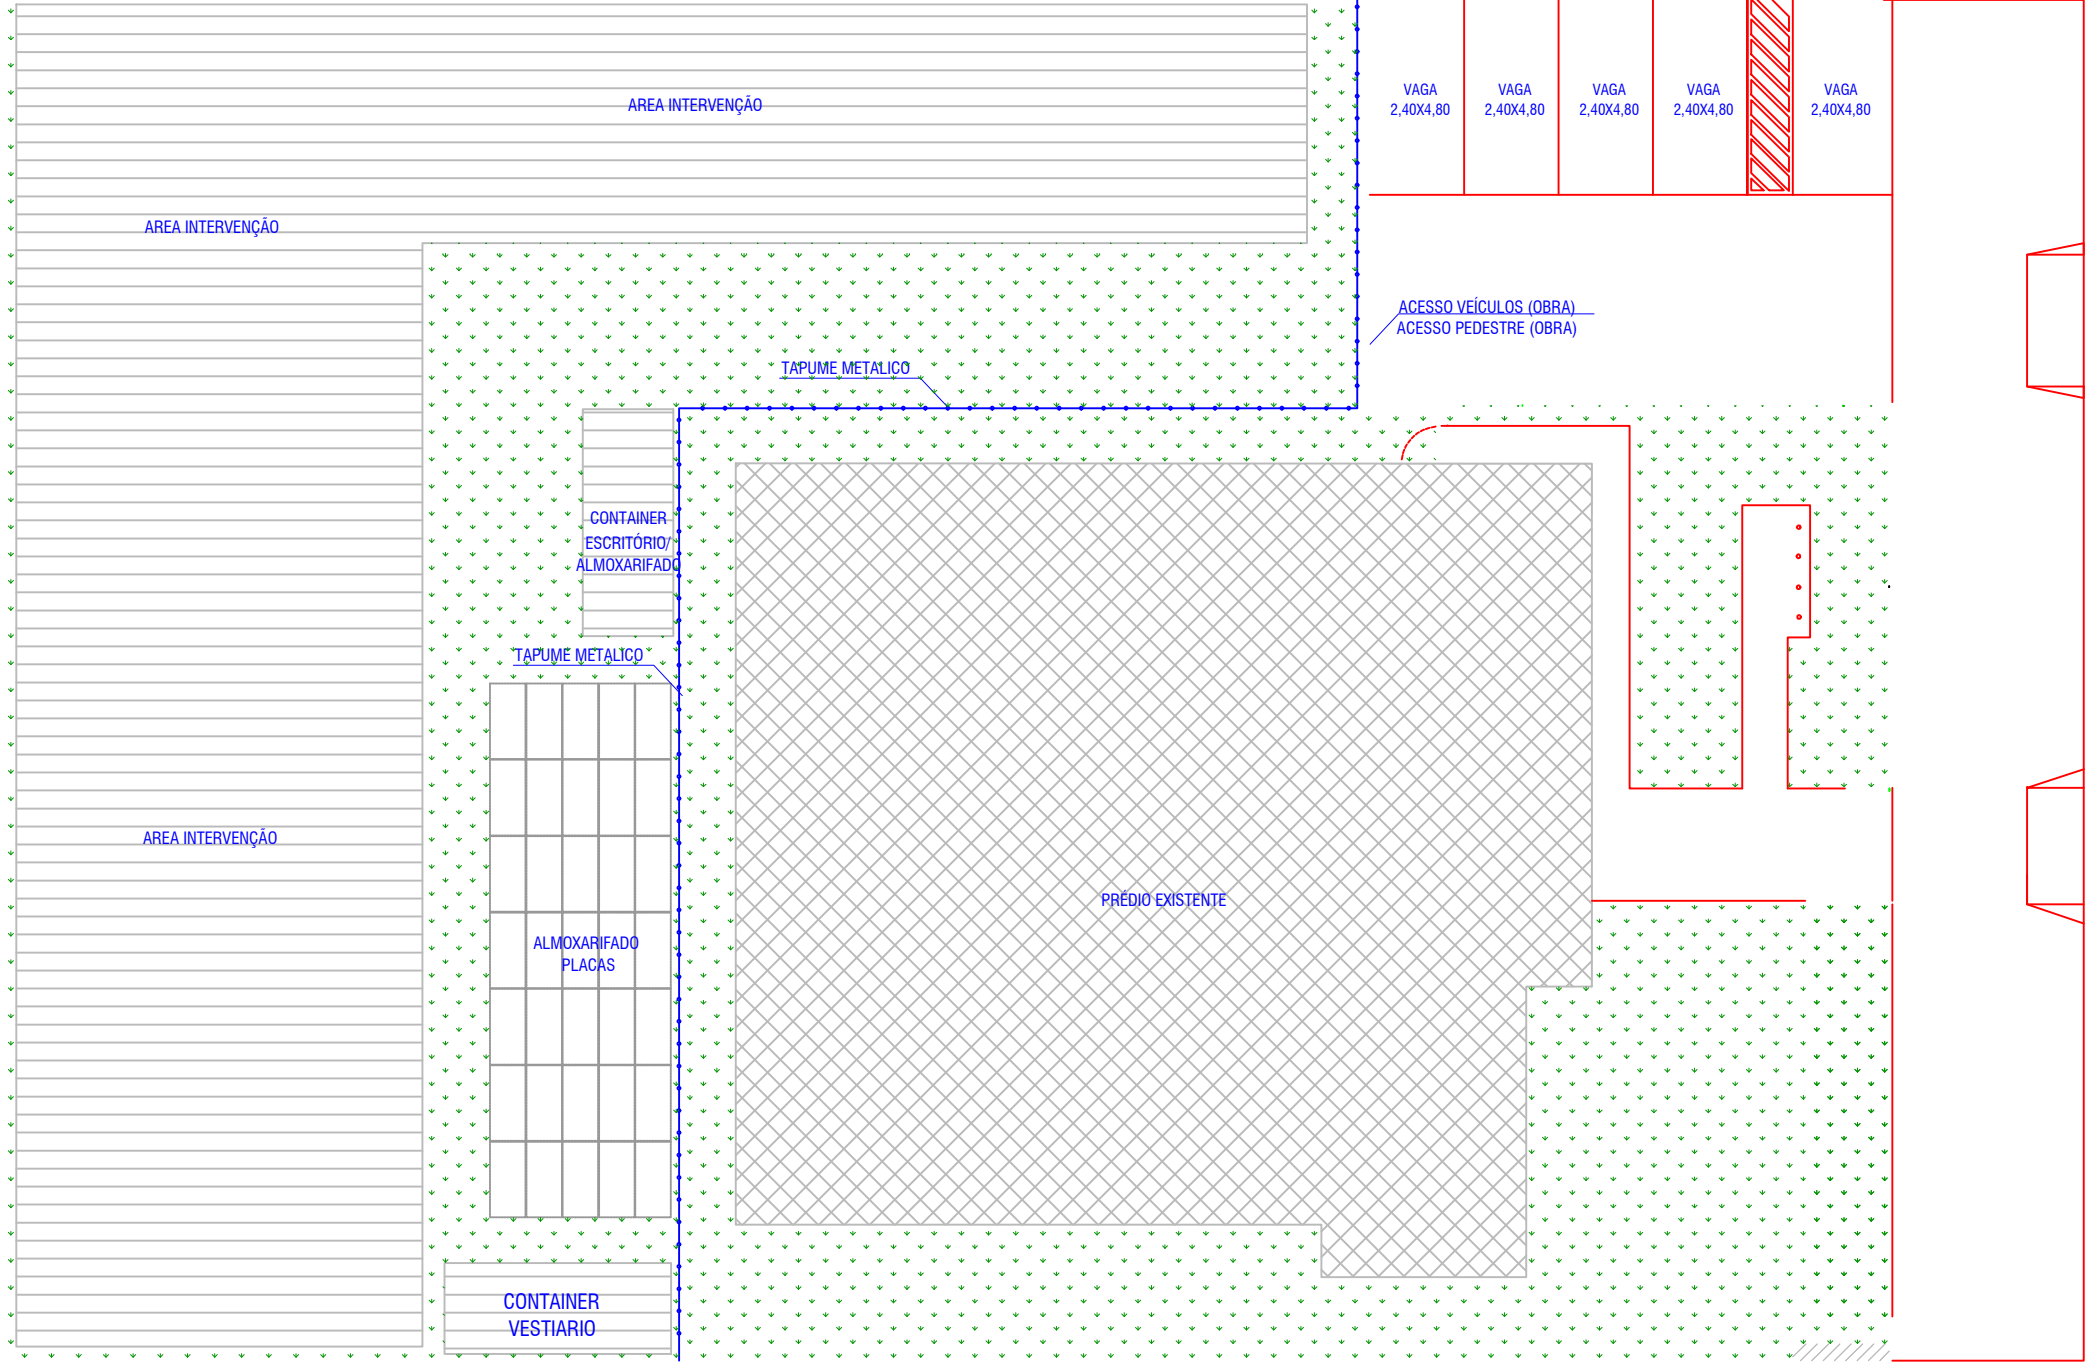 VAGA
2,40X4,80
VAGA
2,40X4,80
VAGA
2,40X4,80
VAGA
2,40X4,80
VAGA
2,40X4,80
AREA INTERVENÇÃO
AREA INTERVENÇÃO
ACESSO VEÍCULOS (OBRA)
ACESSO PEDESTRE (OBRA)
TAPUME METALICO
CONTAINER
ESCRITÓRIO/
ALMOXARIFADO
TAPUME METALICO
AREA INTERVENÇÃO
PRÉDIO EXISTENTE
ALMOXARIFADO
PLACAS
CONTAINER
VESTIARIO